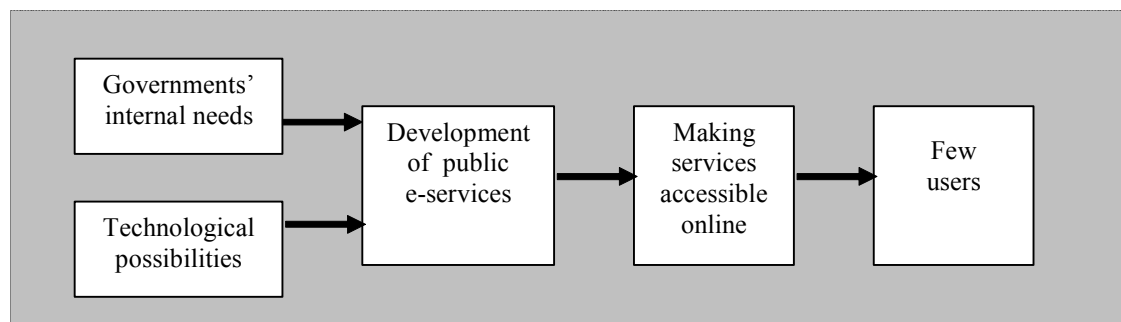 Governments’
internal needs
Technological
possibilities
Development
of public
e-services
Making
services
accessible
online
Few
users